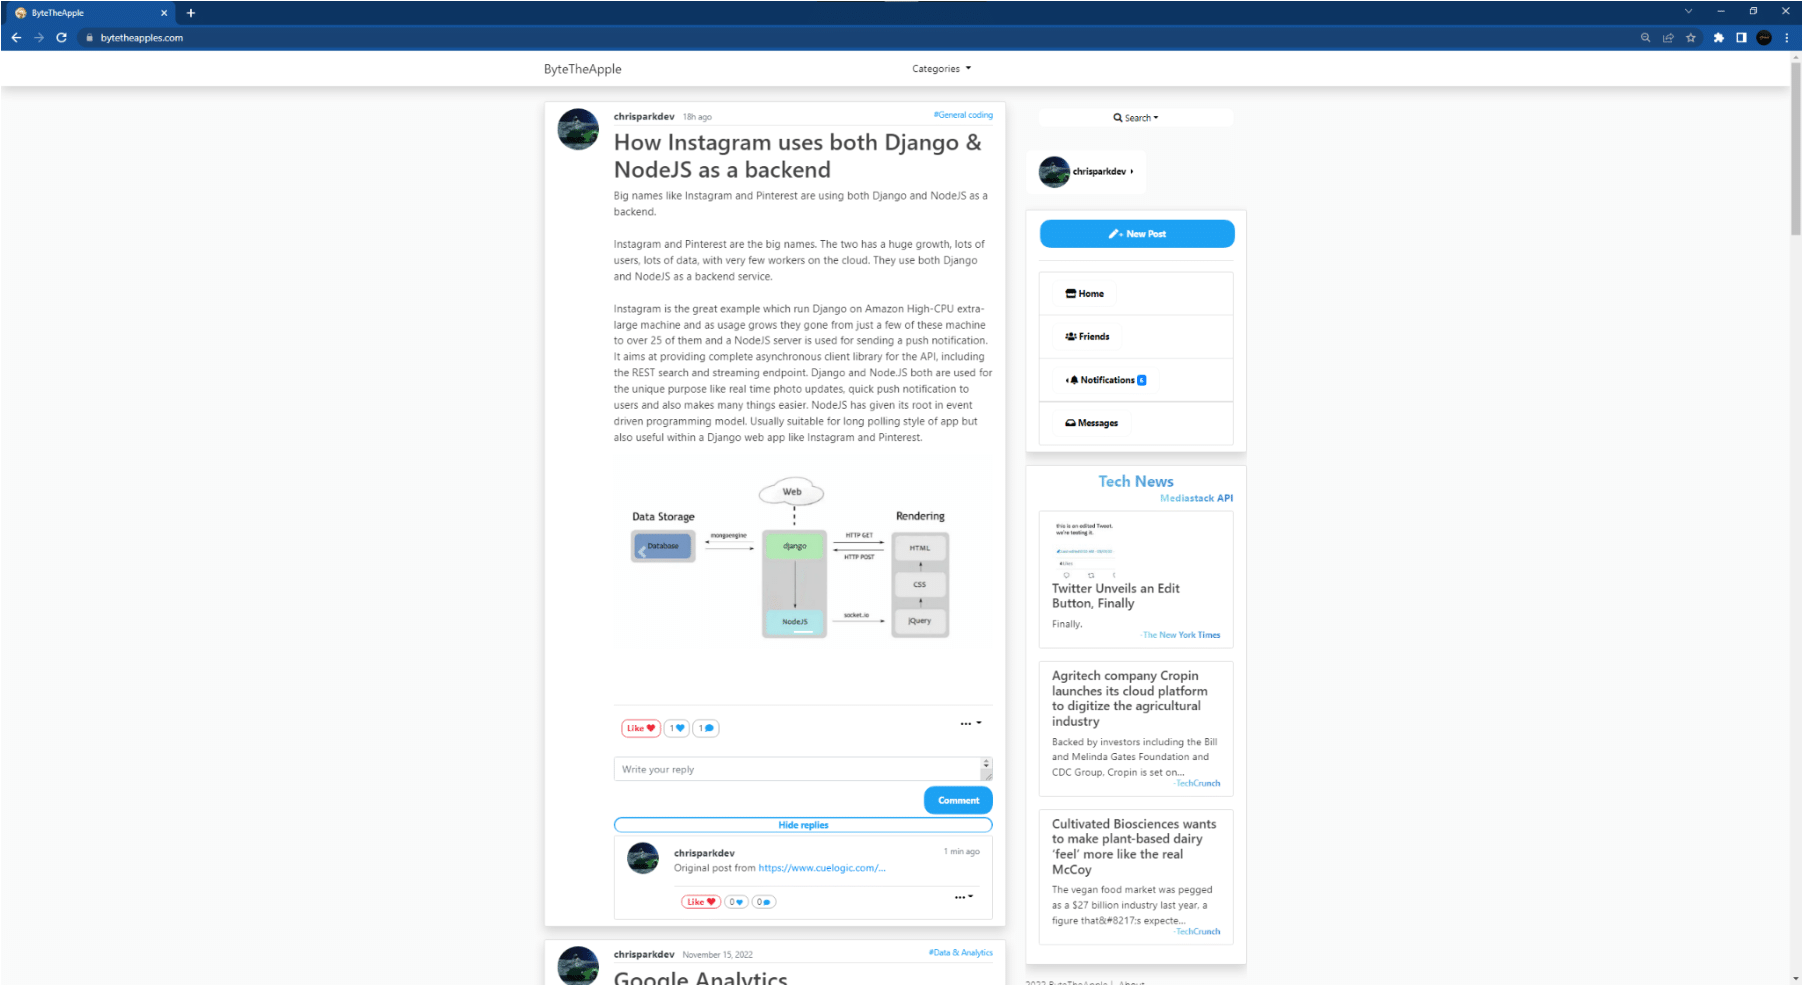 ByteTheApple
bytetheapples.com
ByteTheApple
Categories
chrisparkdev 18h ago
#General coding
How Instagram uses both Django &
NodeJS as a backend
Big names like Instagram and Pinterest are using both Django and NodeJS as a
backend.
Instagram and Pinterest are the big names. The two has a huge growth, lots of
users, lots of data, with very few workers on the cloud. They use both Django
and NodeJS as a backend service.
Instagram is the great example which run Django on Amazon High-CPU extra-
large machine and as usage grows they gone from just a few of these machine
to over 25 of them and a NodeJS server is used for sending a push notification.
It aims at providing complete asynchronous client library for the API, including
the REST search and streaming endpoint. Django and Node.JS both are used for
the unique purpose like real time photo updates, quick push notification to
users and also makes many things easier. NodeJS has given its root in event
driven programming model. Usually suitable for long polling style of app but
also useful within a Django web app like Instagram and Pinterest.
Web
Data Storage
Rendering
Database
mongoengine
django
HTTP GET
HTTP POST
HTML
CSS
NodeJS
socket.io
jQuery
Like
1
1
...
Write your reply
Comment
Hide replies
chrisparkdev
1 min ago
Original post from https://www.cuelogic.com/...
Like
0
0
...
chrisparkdev November 15, 2022
#Data & Analytics
Google Analytics
Search
chrisparkdev
New Post
Home
Friends
Notifications 6
Messages
Tech News
Mediastack API
this is an edited Tweet.
we're testing it.
Twitter Unveils an Edit
Button, Finally
Finally.
-The New York Times
Agritech company Cropin
launches its cloud platform
to digitize the agricultural
industry
Backed by investors including the Bill
and Melinda Gates Foundation and
CDC Group, Cropin is set on...
-TechCrunch
Cultivated Biosciences wants
to make plant-based dairy
‘feel’ more like the real
McCoy
The vegan food market was pegged
as a $27 billion industry last year, a
figure that&#8217;s expecte...
-TechCrunch
2022 ByteTheApple | About